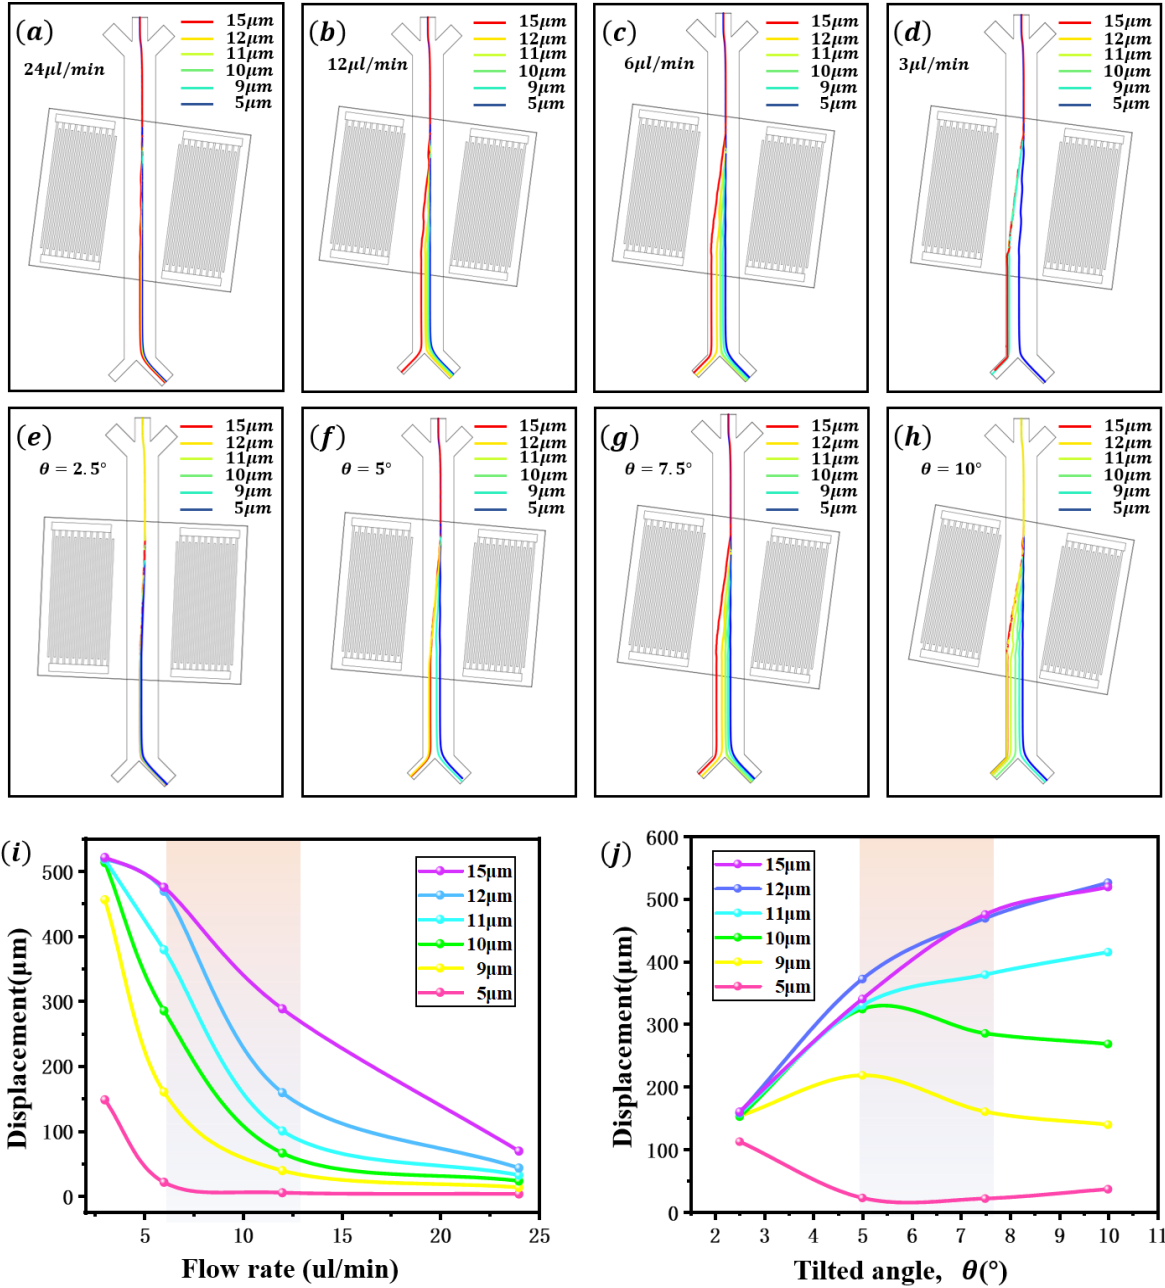 (a)
24μl/min
15μm
12μm
11μm
10μm
9μm
5μm
(b)
12μl/min
15μm
12μm
11μm
10μm
9μm
5μm
(c)
6μl/min
15μm
12μm
11μm
10μm
9μm
5μm
(d)
3μl/min
15μm
12μm
11μm
10μm
9μm
5μm
(e)
θ = 2.5°
15μm
12μm
11μm
10μm
9μm
5μm
(f)
θ = 5°
15μm
12μm
11μm
10μm
9μm
5μm
(g)
θ = 7.5°
15μm
12μm
11μm
10μm
9μm
5μm
(h)
θ = 10°
15μm
12μm
11μm
10μm
9μm
5μm
(i)
Displacement(μm)
500
400
300
200
100
0
5
10
15
20
25
Flow rate (ul/min)
15μm
12μm
11μm
10μm
9μm
5μm
(j)
Displacement(μm)
600
500
400
300
200
100
0
2
3
4
5
6
7
8
9
10
11
Tilted angle, θ(°)
15μm
12μm
11μm
10μm
9μm
5μm